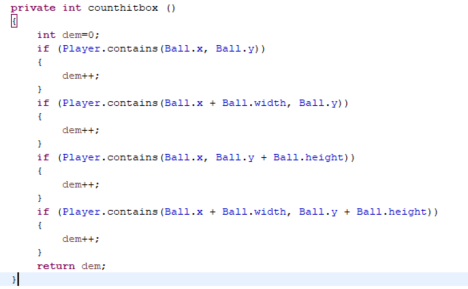 private int counthitbox ()
{
int dem=0;
if (Player.contains(Ball.x, Ball.y))
{
dem++;
}
if (Player.contains(Ball.x + Ball.width, Ball.y))
{
dem++;
}
if (Player.contains(Ball.x, Ball.y + Ball.height))
{
dem++;
}
if (Player.contains(Ball.x + Ball.width, Ball.y + Ball.height))
{
dem++;
}
return dem;
}